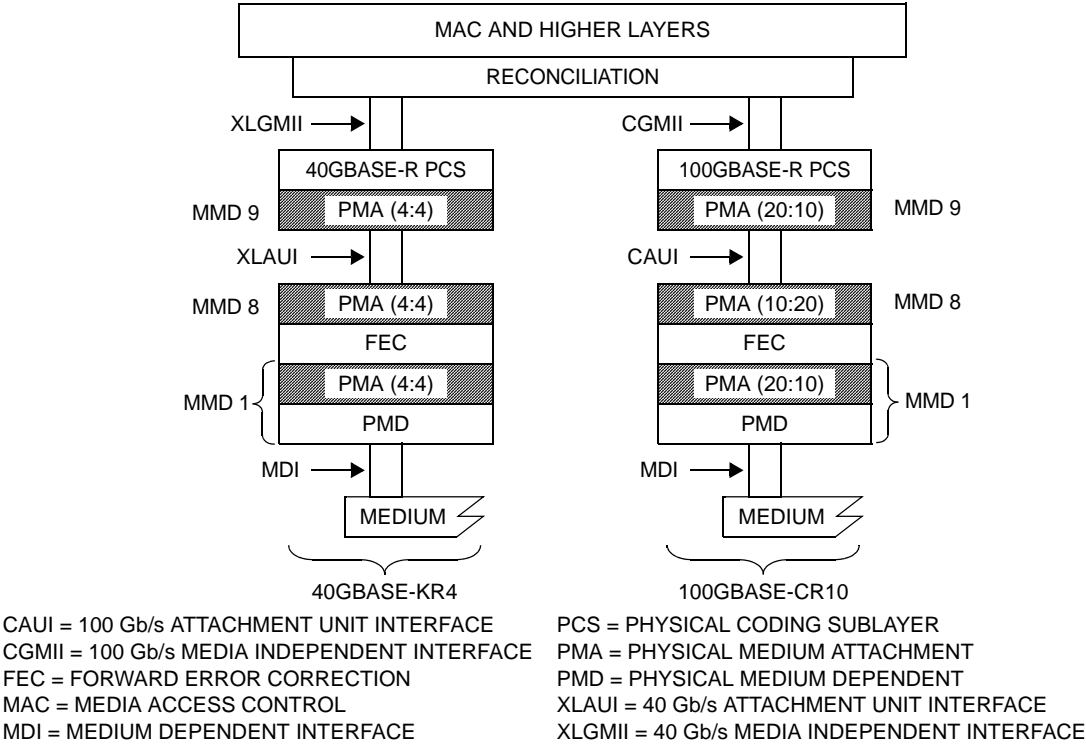 MAC AND HIGHER LAYERS
RECONCILIATION
XLGMII
CGMII
40GBASE-R PCS
100GBASE-R PCS
MMD 9
PMA (4:4)
PMA (20:10)
MMD 9
XLAUI
CAUI
MMD 8
PMA (4:4)
PMA (10:20)
MMD 8
FEC
FEC
MMD 1
PMA (4:4)
PMA (20:10)
MMD 1
PMD
PMD
MDI
MDI
MEDIUM
MEDIUM
40GBASE-KR4
100GBASE-CR10
CAUI = 100 Gb/s ATTACHMENT UNIT INTERFACE
CGMII = 100 Gb/s MEDIA INDEPENDENT INTERFACE
FEC = FORWARD ERROR CORRECTION
MAC = MEDIA ACCESS CONTROL
MDI = MEDIUM DEPENDENT INTERFACE
PCS = PHYSICAL CODING SUBLAYER
PMA = PHYSICAL MEDIUM ATTACHMENT
PMD = PHYSICAL MEDIUM DEPENDENT
XLAUI = 40 Gb/s ATTACHMENT UNIT INTERFACE
XLGMII = 40 Gb/s MEDIA INDEPENDENT INTERFACE